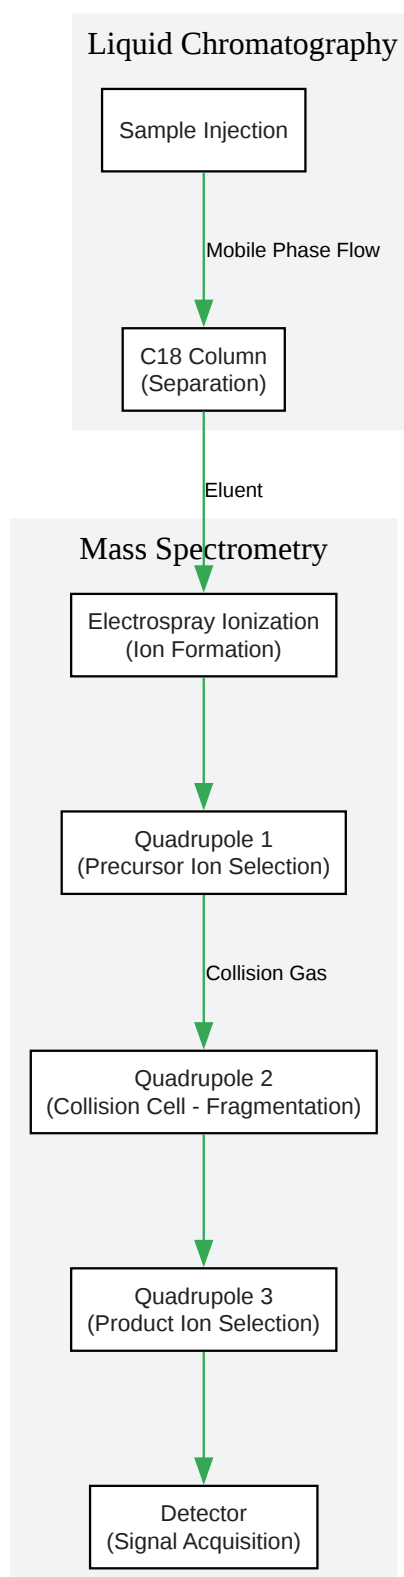 Liquid Chromatography
Sample Injection
Mobile Phase Flow
C18 Column
(Separation)
Eluent
Mass Spectrometry
Electrospray Ionization
(Ion Formation)
Quadrupole 1
(Precursor Ion Selection)
Collision Gas
Quadrupole 2
(Collision Cell - Fragmentation)
Quadrupole 3
(Product Ion Selection)
Detector
(Signal Acquisition)